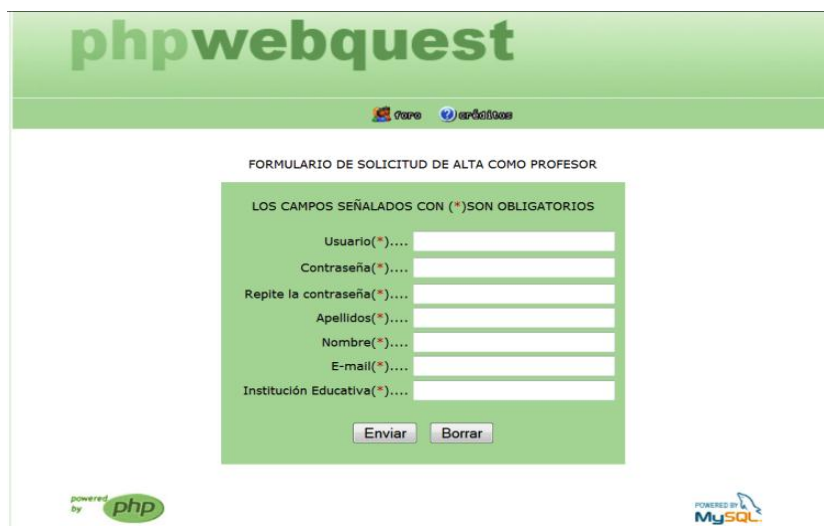 phpwebquest
foro créditos
FORMULARIO DE SOLICITUD DE ALTA COMO PROFESOR
LOS CAMPOS SEÑALADOS CON (*)SON OBLIGATORIOS
Usuario(*)....
Contraseña(*)....
Repite la contraseña(*)....
Apellidos(*)....
Nombre(*)....
E-mail(*)....
Institución Educativa(*)....
Enviar Borrar
powered by php
POWERED BY MySQL